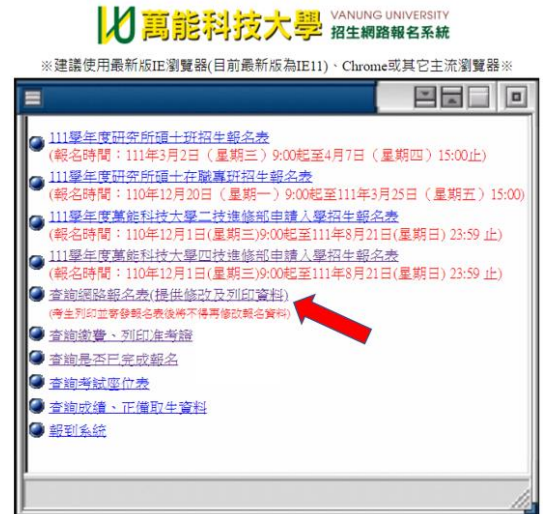 萬能科技大學 VANUNG UNIVERSITY
招生網路報名系統
※建議使用最新版IE瀏覽器(目前最新版為IE11)、Chrome或其它主流瀏覽器※
111學年度研究所碩士班招生報名表
(報名時間：111年3月2日（星期三）9:00起至4月7日（星期四）15:00止)
111學年度研究所碩士在職專班招生報名表
(報名時間：110年12月20日（星期一）9:00起至111年3月25日（星期五）15:00)
111學年度萬能科技大學二技進修部申請入學招生報名表
(報名時間：110年12月1日(星期三)9:00起至111年8月21日(星期日) 23:59 止)
111學年度萬能科技大學四技進修部申請入學招生報名表
(報名時間：110年12月1日(星期三)9:00起至111年8月21日(星期日) 23:59 止)
查詢網路報名表(提供修改及列印資料)
(考生列印並寄發報名表後將不得再修改報名資料)
查詢繳費、列印准考證
查詢是否已完成報名
查詢考試座位表
查詢成績、正備取生資料
報到系統